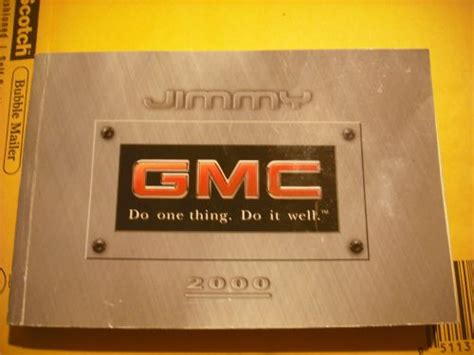 Scotch
Bubble Mailer
JIMMY
GMC
Do one thing. Do it well.™
2000